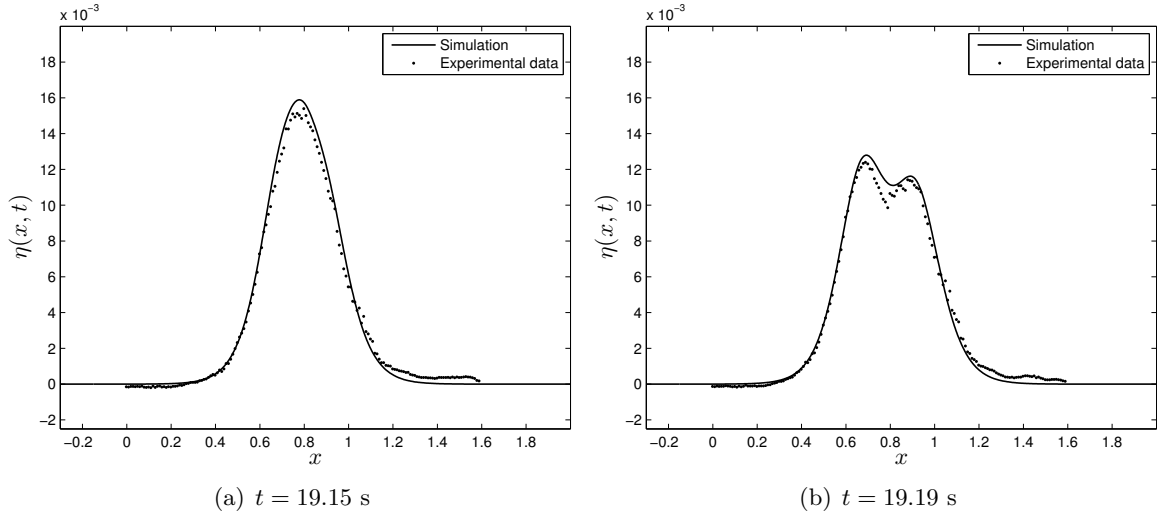 x 10−3
18
16
14
12
10
8
6
4
2
0
−2
η(x, t)
−0.2 0 0.2 0.4 0.6 0.8 1 1.2 1.4 1.6 1.8
x
Simulation
Experimental data
(a) t = 19.15 s
x 10−3
18
16
14
12
10
8
6
4
2
0
−2
η(x, t)
−0.2 0 0.2 0.4 0.6 0.8 1 1.2 1.4 1.6 1.8
x
Simulation
Experimental data
(b) t = 19.19 s